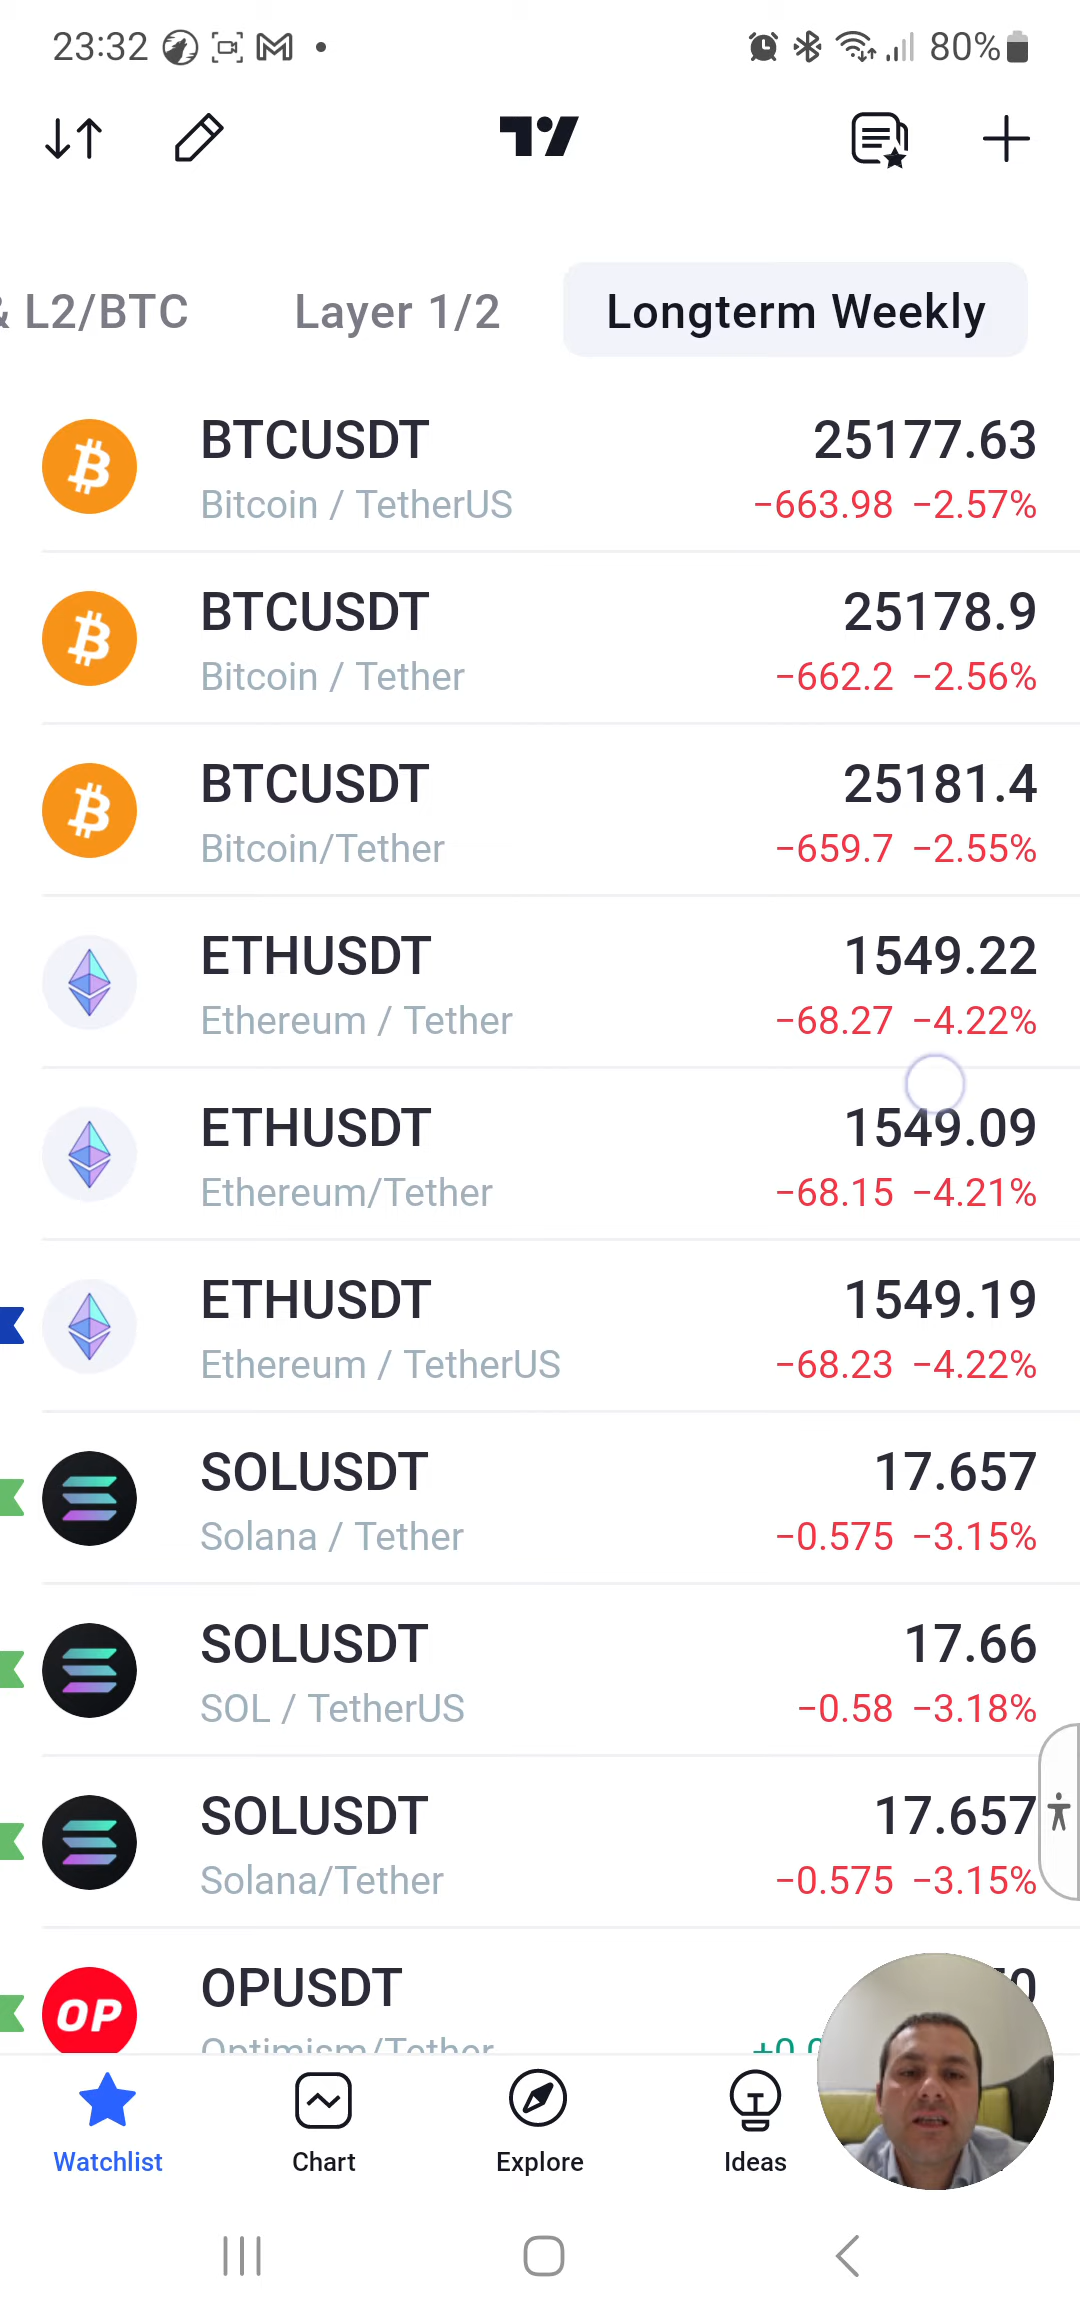 23:32
80%
& L2/BTC Layer 1/2 Longterm Weekly
BTCUSDT 25177.63
Bitcoin / TetherUS −663.98 −2.57%
BTCUSDT 25178.9
Bitcoin / Tether −662.2 −2.56%
BTCUSDT 25181.4
Bitcoin/Tether −659.7 −2.55%
ETHUSDT 1549.22
Ethereum / Tether −68.27 −4.22%
ETHUSDT 1549.09
Ethereum/Tether −68.15 −4.21%
ETHUSDT 1549.19
Ethereum / TetherUS −68.23 −4.22%
SOLUSDT 17.657
Solana / Tether −0.575 −3.15%
SOLUSDT 17.66
SOL / TetherUS −0.58 −3.18%
SOLUSDT 17.657
Solana/Tether −0.575 −3.15%
OP OPUSDT
Optimism/Tether
Watchlist Chart Explore Ideas